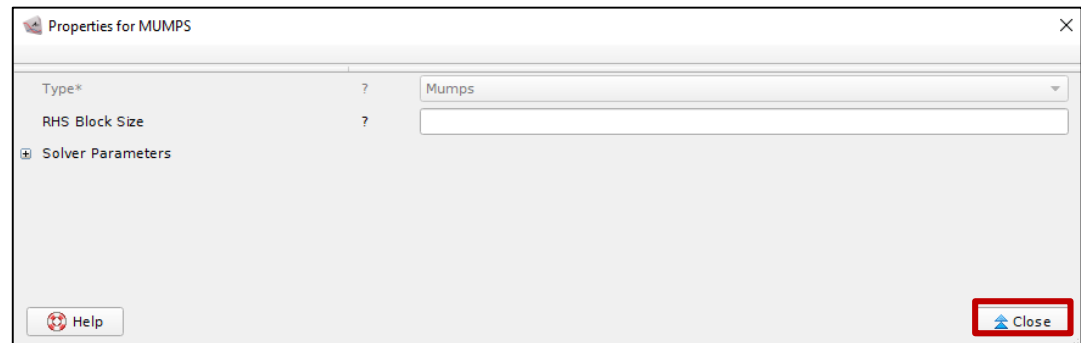 Properties for MUMPS
Type* ? Mumps
RHS Block Size ?
Solver Parameters
Help Close